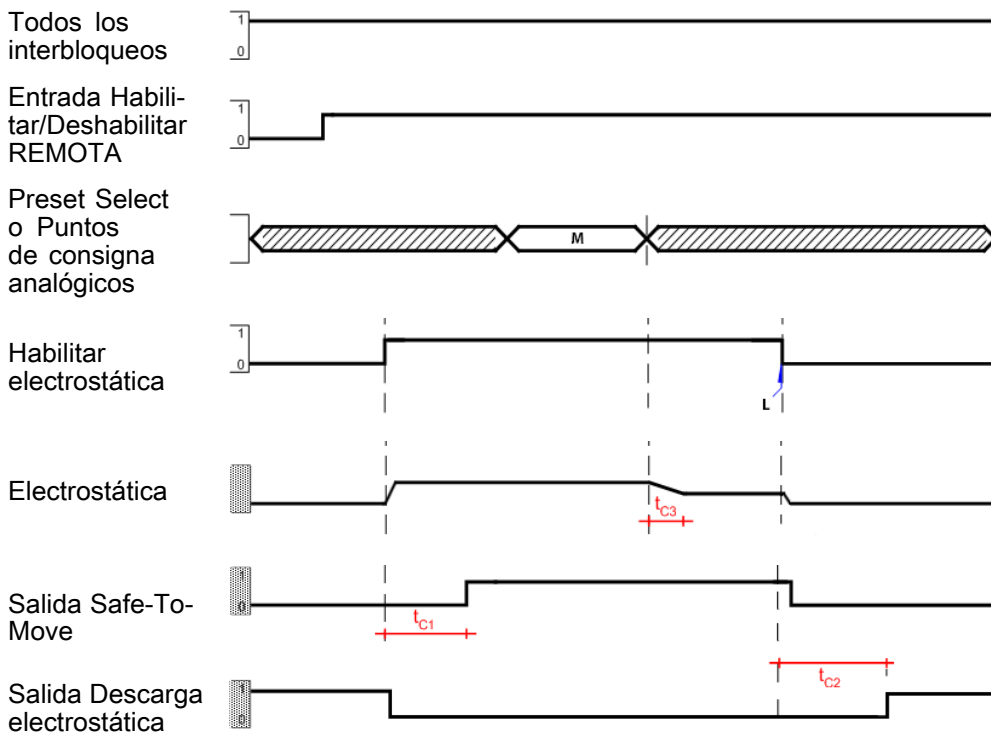 Todos los
interbloqueos
1
0
Entrada Habili-
tar/Deshabilitar
REMOTA
1
0
Preset Select
o Puntos
de consigna
analógicos
M
Habilitar
electrostática
1
0
L
Electrostática
tC3
Salida Safe-To-
Move
1
0
tC1
Salida Descarga
electrostática
1
0
tC2